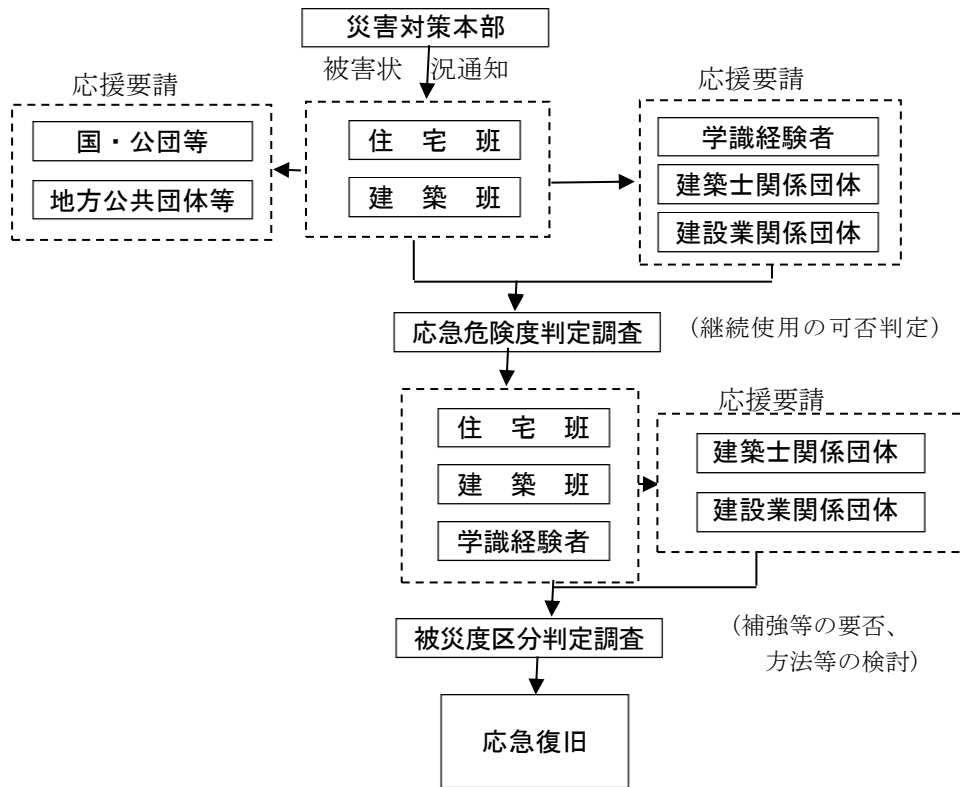 災害対策本部
被害状　況通知
応援要請
国・公団等
地方公共団体等
住　宅　班
建　築　班
応援要請
学識経験者
建築士関係団体
建設業関係団体
応急危険度判定調査
（継続使用の可否判定）
住　宅　班
建　築　班
学識経験者
応援要請
建築士関係団体
建設業関係団体
被災度区分判定調査
（補強等の要否、
方法等の検討）
応急復旧